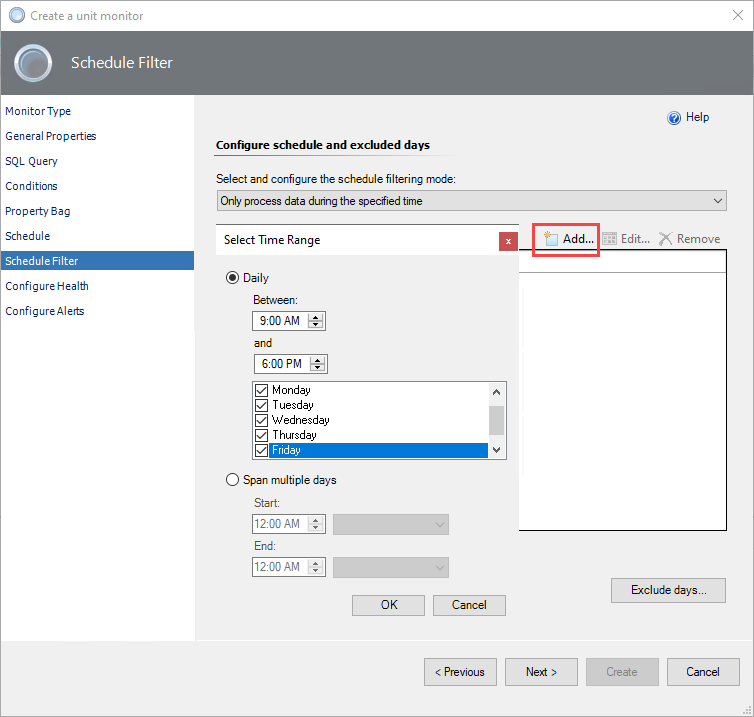 Create a unit monitor
Schedule Filter
Monitor Type
General Properties
SQL Query
Conditions
Property Bag
Schedule
Schedule Filter
Configure Health
Configure Alerts
Help
Configure schedule and excluded days
Select and configure the schedule filtering mode:
Only process data during the specified time
Add... Edit... Remove
Select Time Range
x
Daily
Between:
9:00 AM
and
6:00 PM
Monday
Tuesday
Wednesday
Thursday
Friday
Span multiple days
Start:
12:00 AM
End:
12:00 AM
OK Cancel
Exclude days...
< Previous Next > Create Cancel